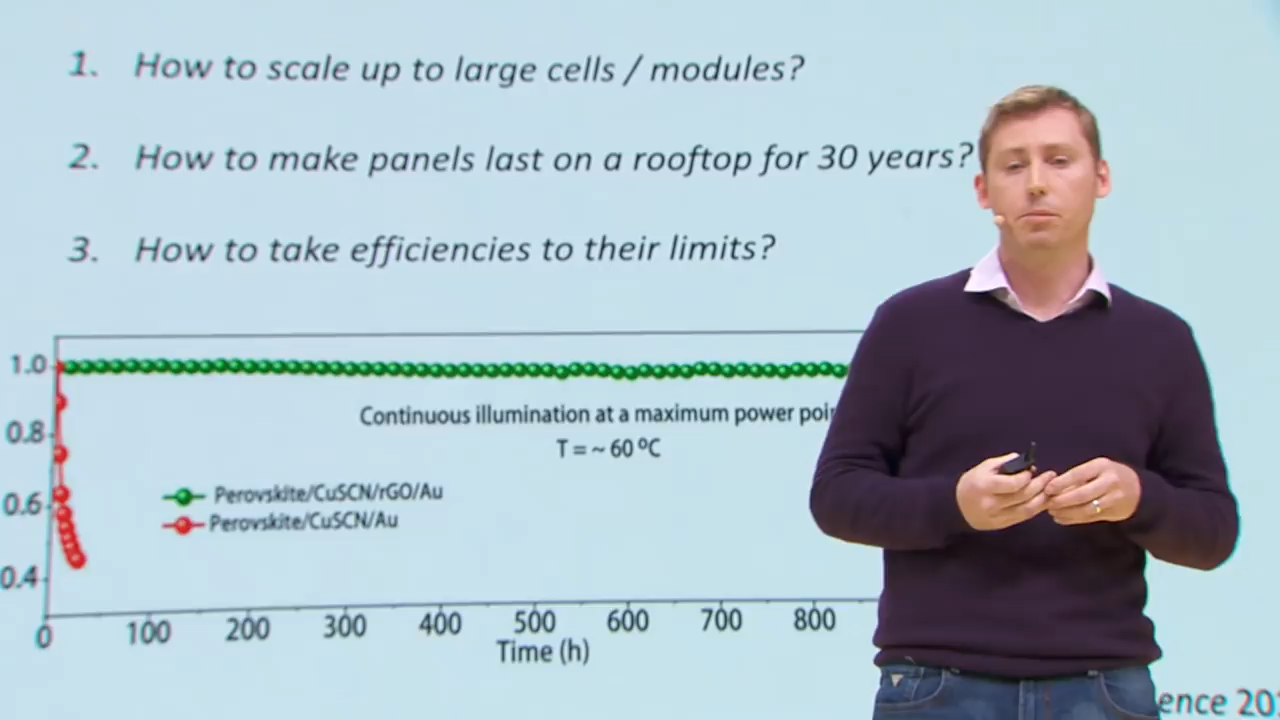 1. How to scale up to large cells / modules?
2. How to make panels last on a rooftop for 30 years?
3. How to take efficiencies to their limits?
1.0
Continuous illumination at a maximum power
0.8
T = ~ 60 ºC
Perovskite/CuSCN/rGO/Au
0.6
Perovskite/CuSCN/Au
0.4
0 100 200 300 400 500 600 700 800
Time (h)